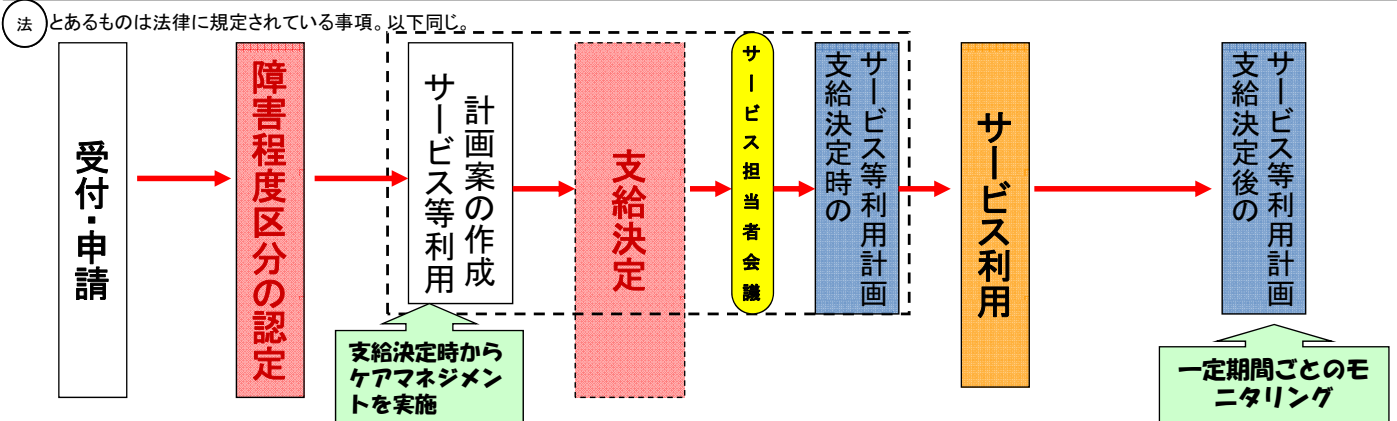 法 とあるものは法律に規定されている事項。以下同じ。
受付・申請
障害程度区分の認定
サービス等利用
計画案の作成
支給決定
サービス担当者会議
支給決定時の
サービス等利用計画
サービス利用
支給決定後の
サービス等利用計画
支給決定時から
ケアマネジメン
トを実施
一定期間ごとのモ
ニタリング